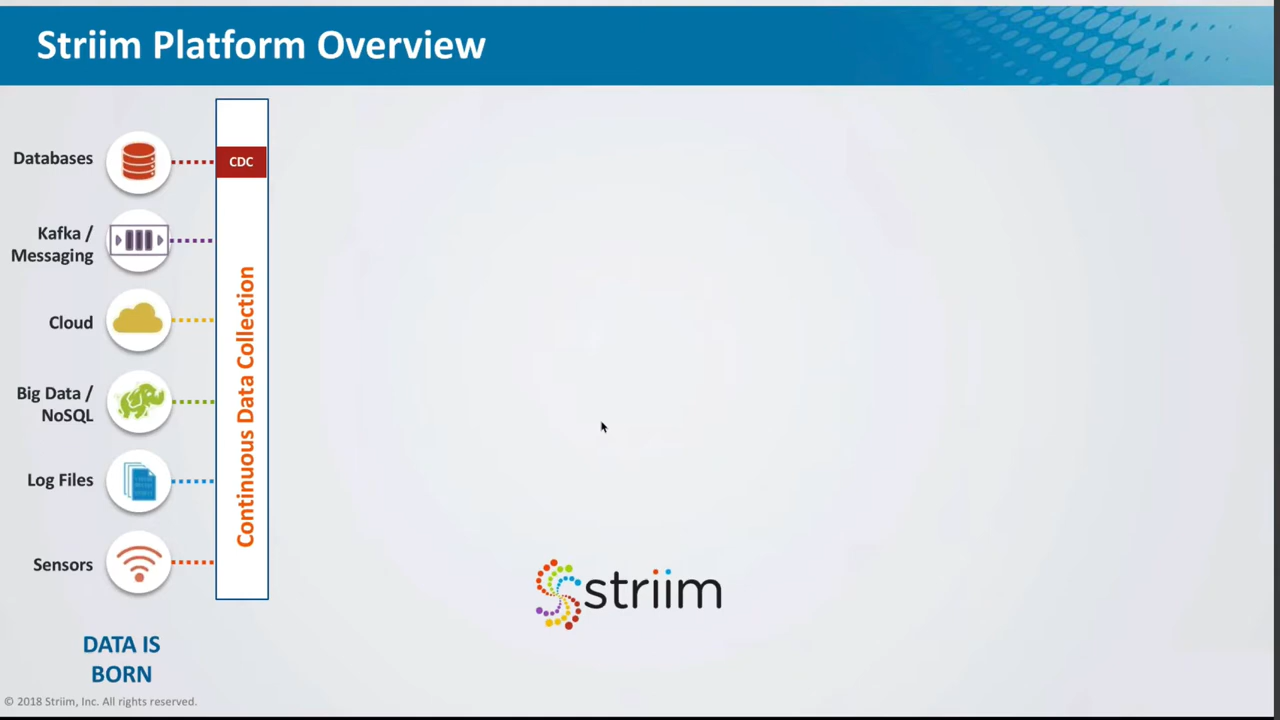 Striim Platform Overview
Databases
CDC
Kafka /
Messaging
Cloud
Big Data /
NoSQL
Log Files
Sensors
Continuous Data Collection
striim
DATA IS
BORN
© 2018 Striim, Inc. All rights reserved.